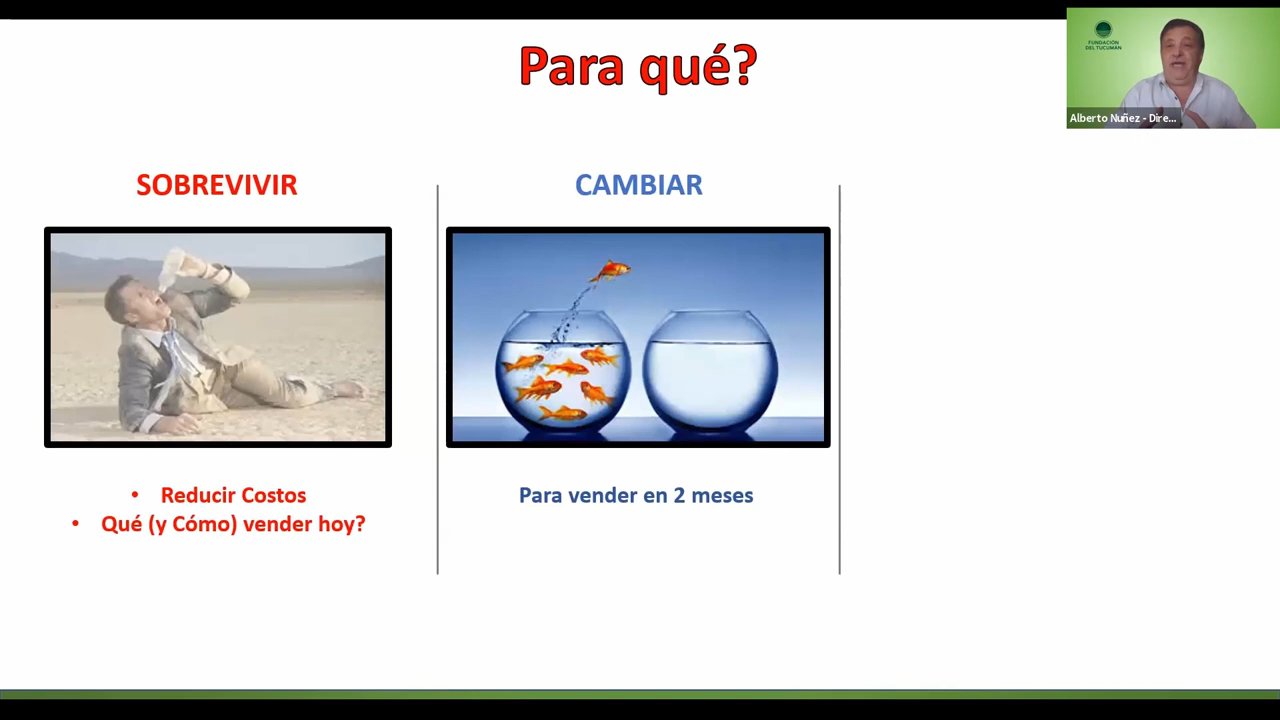 Para qué?
FUNDACIÓN
DEL TUCUMÁN
Alberto Nuñez - Dire...
SOBREVIVIR
CAMBIAR
• Reducir Costos
• Qué (y Cómo) vender hoy?
Para vender en 2 meses